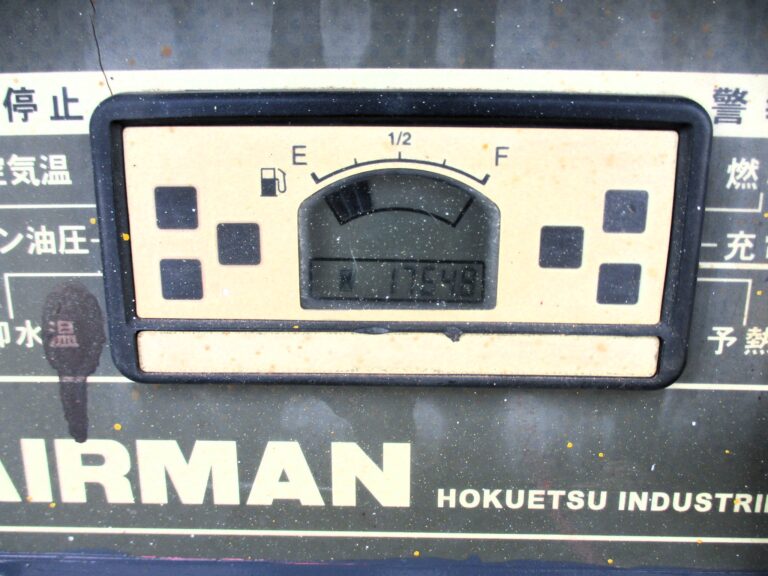 停止
警
1/2
E F
気温
燃
ン油圧
充
17548
水温
予熱
AIRMAN HOKUETSU INDUSTRI